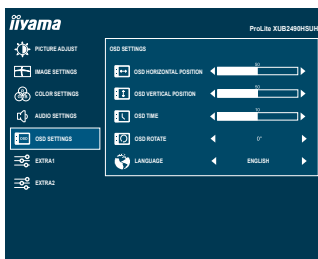 iiyama
ProLite XUB2490HSUH
PICTURE ADJUST
IMAGE SETTINGS
COLOR SETTINGS
AUDIO SETTINGS
OSD
OSD SETTINGS
EXTRA1
EXTRA2
OSD SETTINGS
OSD HORIZONTAL POSITION
50
OSD VERTICAL POSITION
50
OSD TIME
10
OSD ROTATE
0°
LANGUAGE
ENGLISH